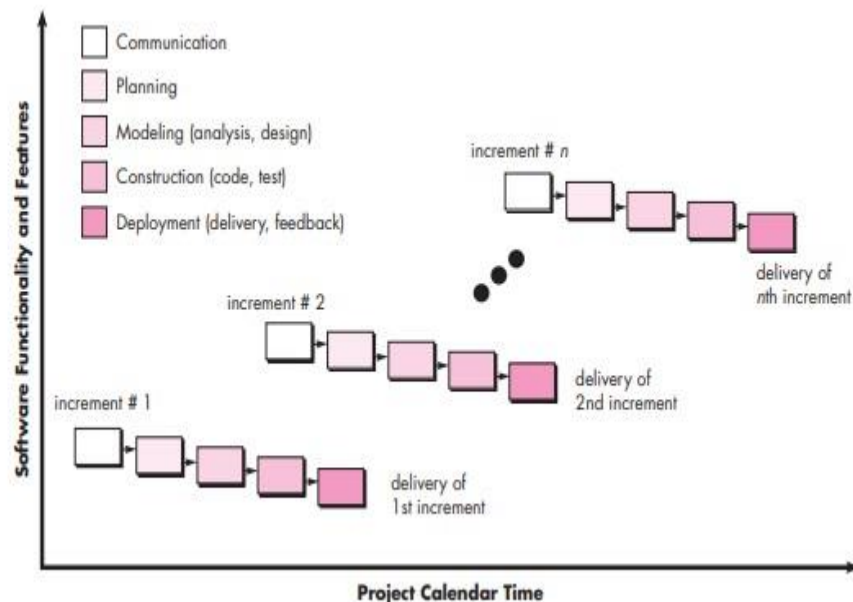 Software Functionality and Features
Communication
Planning
Modeling (analysis, design)
Construction (code, test)
Deployment (delivery, feedback)
increment # n
delivery of
nth increment
increment # 2
delivery of
2nd increment
increment # 1
delivery of
1st increment
Project Calendar Time